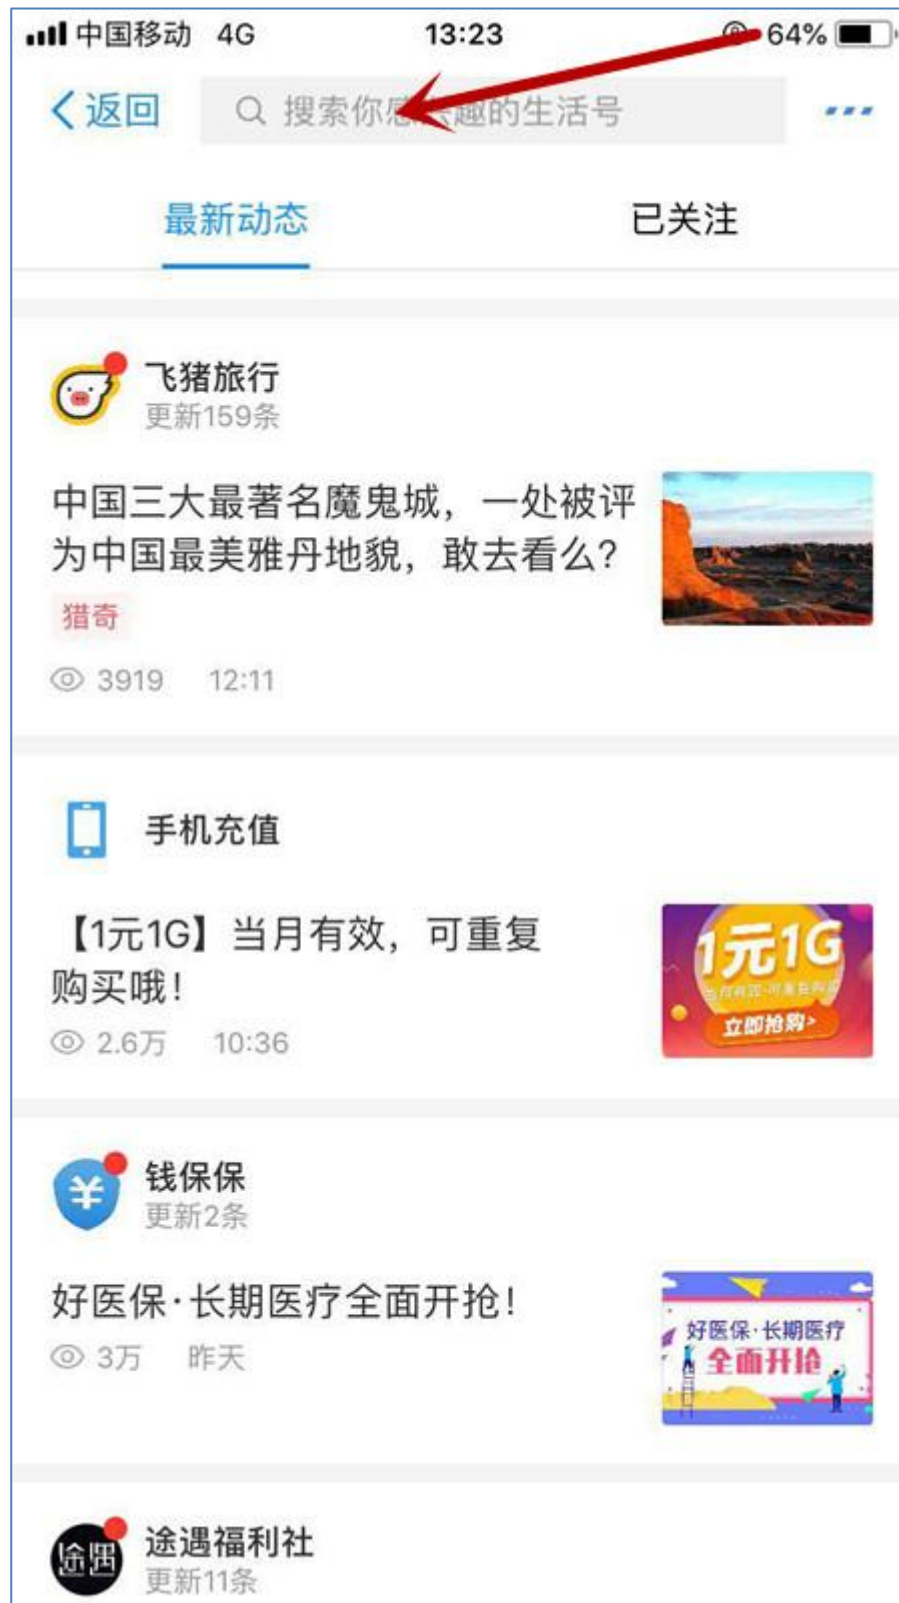 中国移动 4G 13:23 64%
返回 搜索你感兴趣的生活号
最新动态 已关注
飞猪旅行
更新159条
中国三大最著名魔鬼城，一处被评
为中国最美雅丹地貌，敢去看么？
猎奇
3919 12:11
手机充值
【1元1G】当月有效，可重复
购买哦！
2.6万 10:36
1元1G
立即抢购>
钱保保
更新2条
好医保·长期医疗全面开抢！
3万 昨天
好医保·长期医疗
全面开抢
途遇
途遇福利社
更新11条